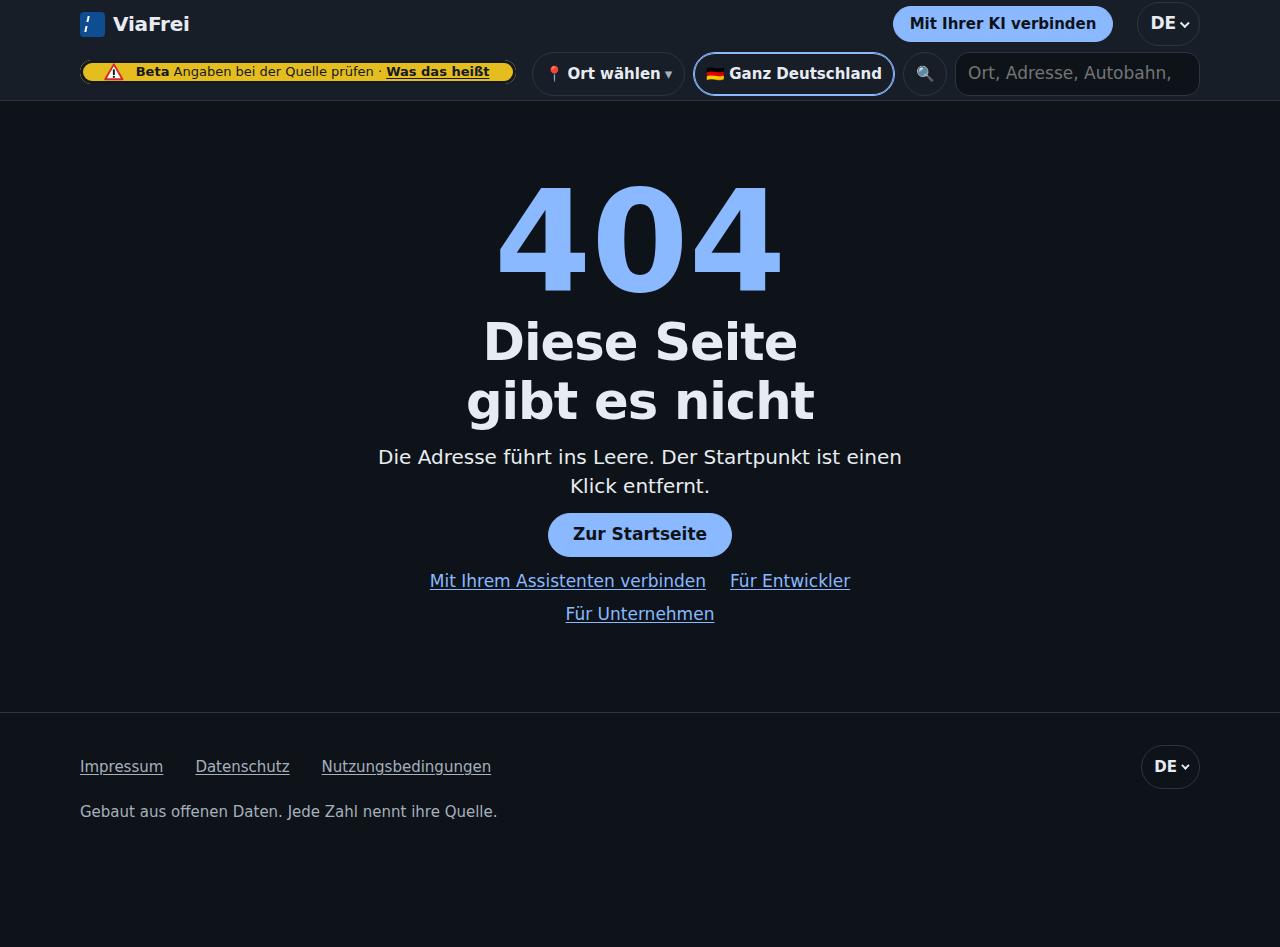 ViaFrei
Mit Ihrer KI verbinden
DE
Beta Angaben bei der Quelle prüfen · Was das heißt
Ort wählen ▾
Ganz Deutschland
Ort, Adresse, Autobahn,
404
Diese Seite
gibt es nicht
Die Adresse führt ins Leere. Der Startpunkt ist einen
Klick entfernt.
Zur Startseite
Mit Ihrem Assistenten verbinden Für Entwickler
Für Unternehmen
Impressum Datenschutz Nutzungsbedingungen
DE
Gebaut aus offenen Daten. Jede Zahl nennt ihre Quelle.